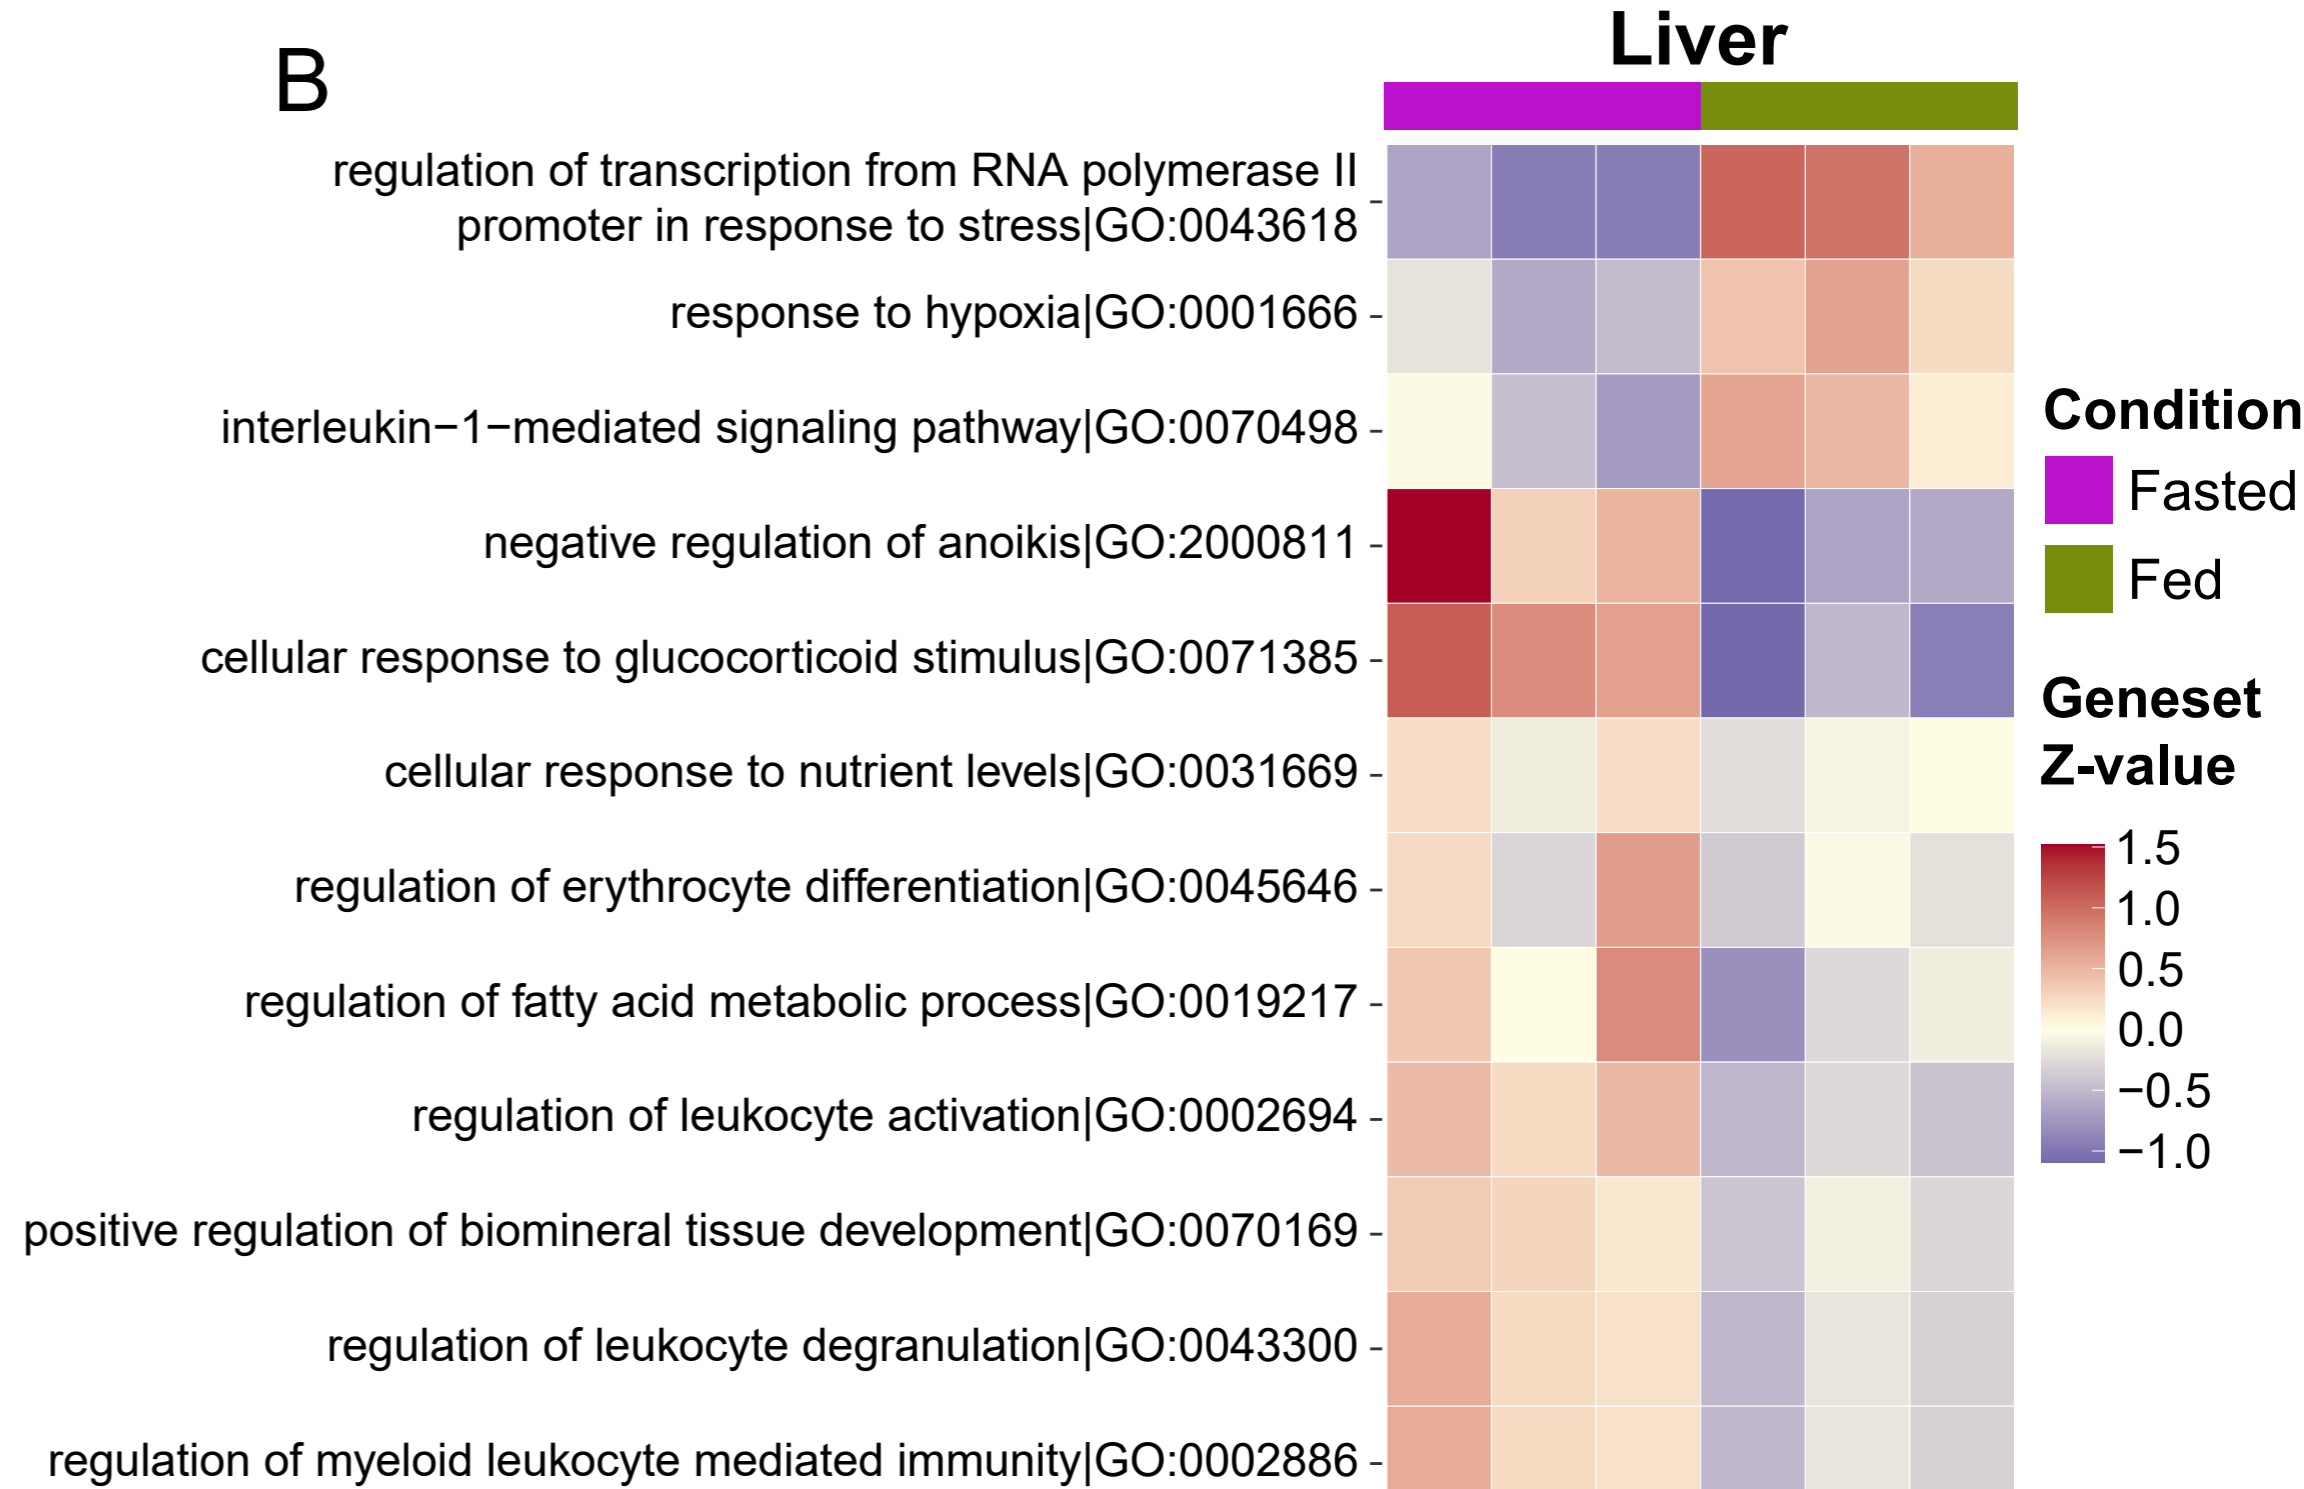 B
Liver
regulation of transcription from RNA polymerase II
promoter in response to stress|GO:0043618
response to hypoxia|GO:0001666
interleukin−1−mediated signaling pathway|GO:0070498
negative regulation of anoikis|GO:2000811
cellular response to glucocorticoid stimulus|GO:0071385
cellular response to nutrient levels|GO:0031669
regulation of erythrocyte differentiation|GO:0045646
regulation of fatty acid metabolic process|GO:0019217
regulation of leukocyte activation|GO:0002694
positive regulation of biomineral tissue development|GO:0070169
regulation of leukocyte degranulation|GO:0043300
regulation of myeloid leukocyte mediated immunity|GO:0002886
Condition
Fasted
Fed
Geneset
Z-value
1.5
1.0
0.5
0.0
−0.5
−1.0